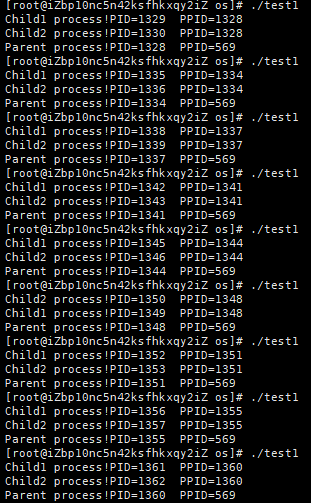 [root@iZbp10nc5n42ksfhkxqy2iZ os]# ./test1
Child1 process!PID=1329  PPID=1328
Child2 process!PID=1330  PPID=1328
Parent process!PID=1328  PPID=569
[root@iZbp10nc5n42ksfhkxqy2iZ os]# ./test1
Child1 process!PID=1335  PPID=1334
Child2 process!PID=1336  PPID=1334
Parent process!PID=1334  PPID=569
[root@iZbp10nc5n42ksfhkxqy2iZ os]# ./test1
Child1 process!PID=1338  PPID=1337
Child2 process!PID=1339  PPID=1337
Parent process!PID=1337  PPID=569
[root@iZbp10nc5n42ksfhkxqy2iZ os]# ./test1
Child1 process!PID=1342  PPID=1341
Child2 process!PID=1343  PPID=1341
Parent process!PID=1341  PPID=569
[root@iZbp10nc5n42ksfhkxqy2iZ os]# ./test1
Child1 process!PID=1345  PPID=1344
Child2 process!PID=1346  PPID=1344
Parent process!PID=1344  PPID=569
[root@iZbp10nc5n42ksfhkxqy2iZ os]# ./test1
Child2 process!PID=1350  PPID=1348
Child1 process!PID=1349  PPID=1348
Parent process!PID=1348  PPID=569
[root@iZbp10nc5n42ksfhkxqy2iZ os]# ./test1
Child1 process!PID=1352  PPID=1351
Child2 process!PID=1353  PPID=1351
Parent process!PID=1351  PPID=569
[root@iZbp10nc5n42ksfhkxqy2iZ os]# ./test1
Child1 process!PID=1356  PPID=1355
Child2 process!PID=1357  PPID=1355
Parent process!PID=1355  PPID=569
[root@iZbp10nc5n42ksfhkxqy2iZ os]# ./test1
Child1 process!PID=1361  PPID=1360
Child2 process!PID=1362  PPID=1360
Parent process!PID=1360  PPID=569